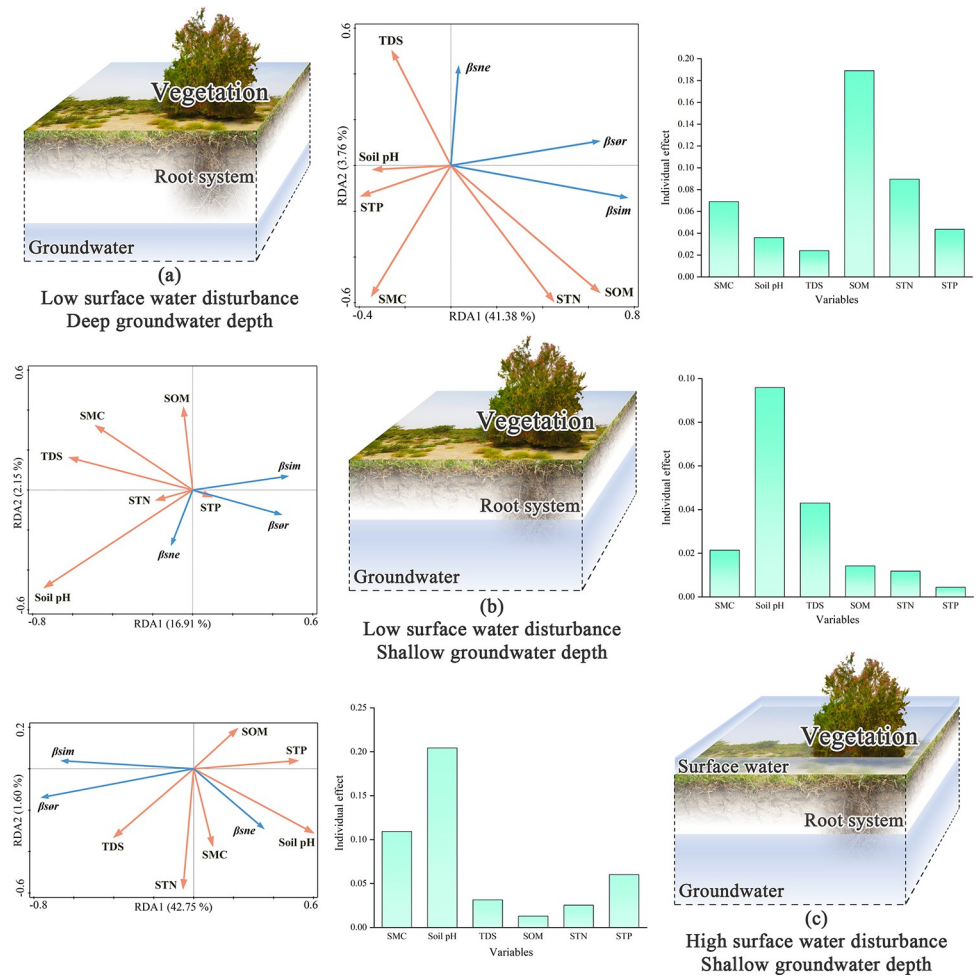 Vegetation
Root system
Groundwater
(a)
Low surface water disturbance
Deep groundwater depth
0.6
TDS
βsne
βsør
Soil pH
STP
βsim
SMC
STN
SOM
-0.6
-0.4
0.8
RDA1 (41.38 %)
RDA2 (3.76 %)
0.20
0.18
0.16
0.14
0.12
0.10
0.08
0.06
0.04
0.02
0.00
Individual effect
SMC
Soil pH
TDS
SOM
STN
STP
Variables
0.6
SOM
SMC
TDS
βsim
STN
STP
βsør
βsne
Soil pH
-0.6
-0.8
0.6
RDA1 (16.91 %)
RDA2 (2.15 %)
Vegetation
Root system
Groundwater
(b)
Low surface water disturbance
Shallow groundwater depth
0.10
0.08
0.06
0.04
0.02
0.00
Individual effect
SMC
Soil pH
TDS
SOM
STN
STP
Variables
0.2
SOM
STP
βsim
βsør
βsne
TDS
SMC
Soil pH
STN
-0.6
-0.8
0.6
RDA1 (42.75 %)
RDA2 (1.60 %)
0.25
0.20
0.15
0.10
0.05
0.00
Individual effect
SMC
Soil pH
TDS
SOM
STN
STP
Variables
Vegetation
Surface water
Root system
Groundwater
(c)
High surface water disturbance
Shallow groundwater depth